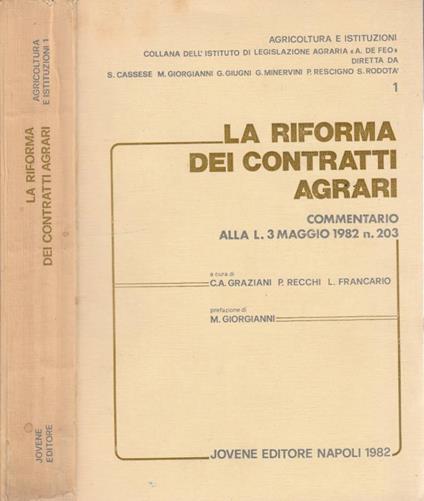 AGRICOLTURA
E ISTITUZIONI 1
LA RIFORMA
DEI CONTRATTI AGRARI
JOVENE
EDITORE
AGRICOLTURA E ISTITUZIONI
COLLANA DELL'ISTITUTO DI LEGISLAZIONE AGRARIA «A. DE FEO»
DIRETTA DA
S. CASSESE M. GIORGIANNI G. GIUGNI G. MINERVINI P. RESCIGNO S. RODOTA'
1
LA RIFORMA
DEI CONTRATTI
AGRARI
COMMENTARIO
ALLA L. 3 MAGGIO 1982 n. 203
a cura di
C.A. GRAZIANI P. RECCHI L. FRANCARIO
prefazione di
M. GIORGIANNI
JOVENE EDITORE NAPOLI 1982